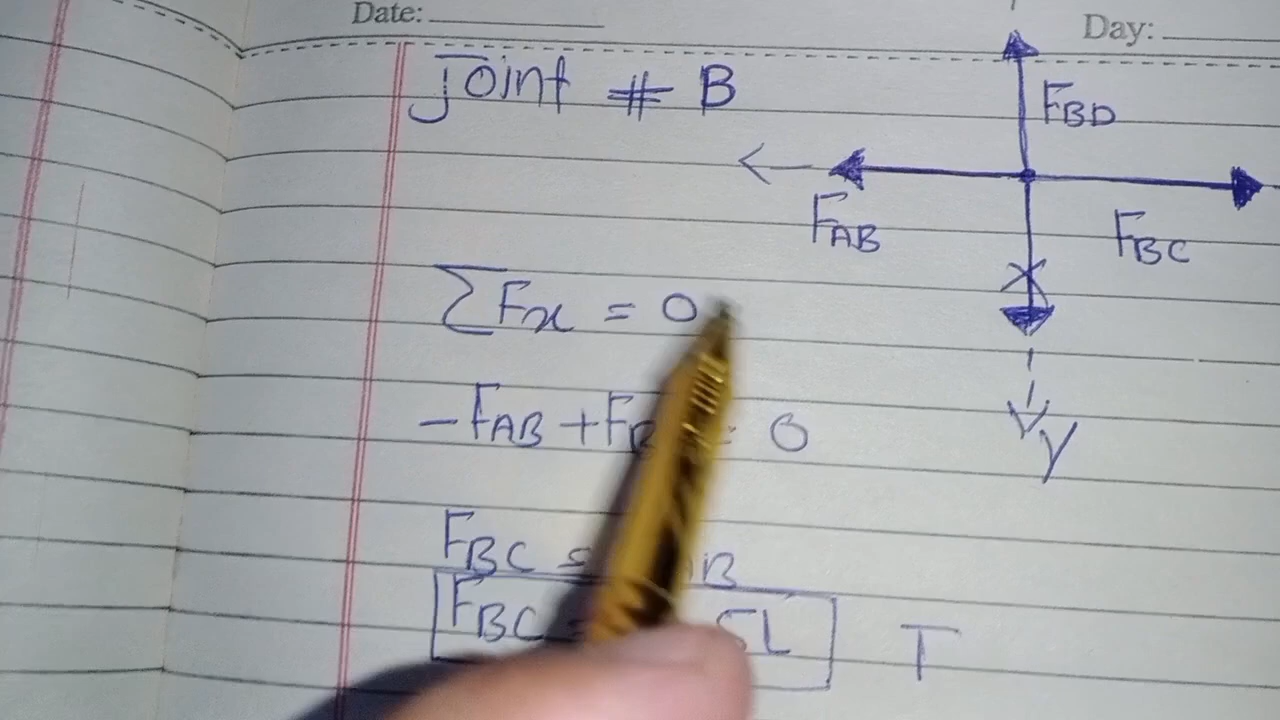 Date:
Day:
Joint # B
FBD
FAB
FBC
ΣFx = 0
-FAB + F = 0
Y
FBC =
FBC
T